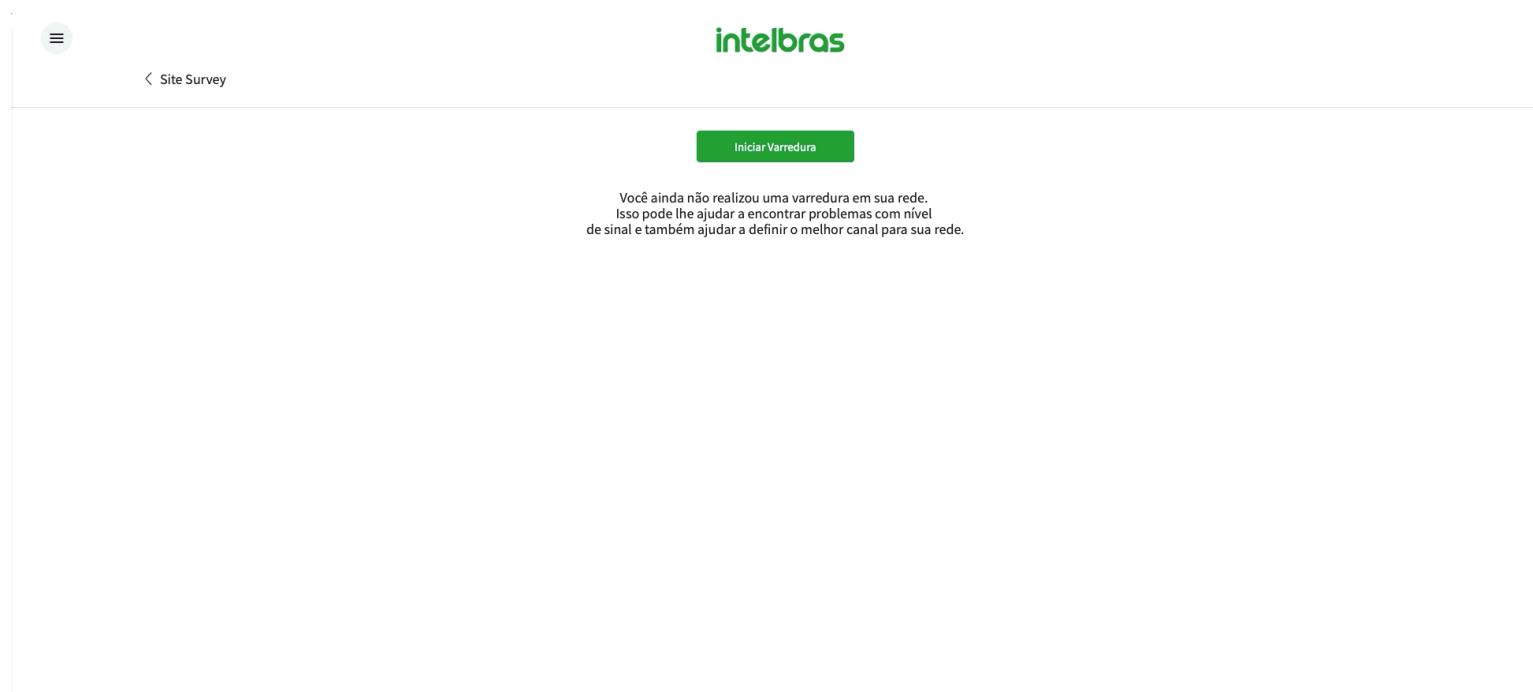 intelbras
Site Survey
Iniciar Varredura
Você ainda não realizou uma varredura em sua rede.
Isso pode lhe ajudar a encontrar problemas com nível
de sinal e também ajudar a definir o melhor canal para sua rede.